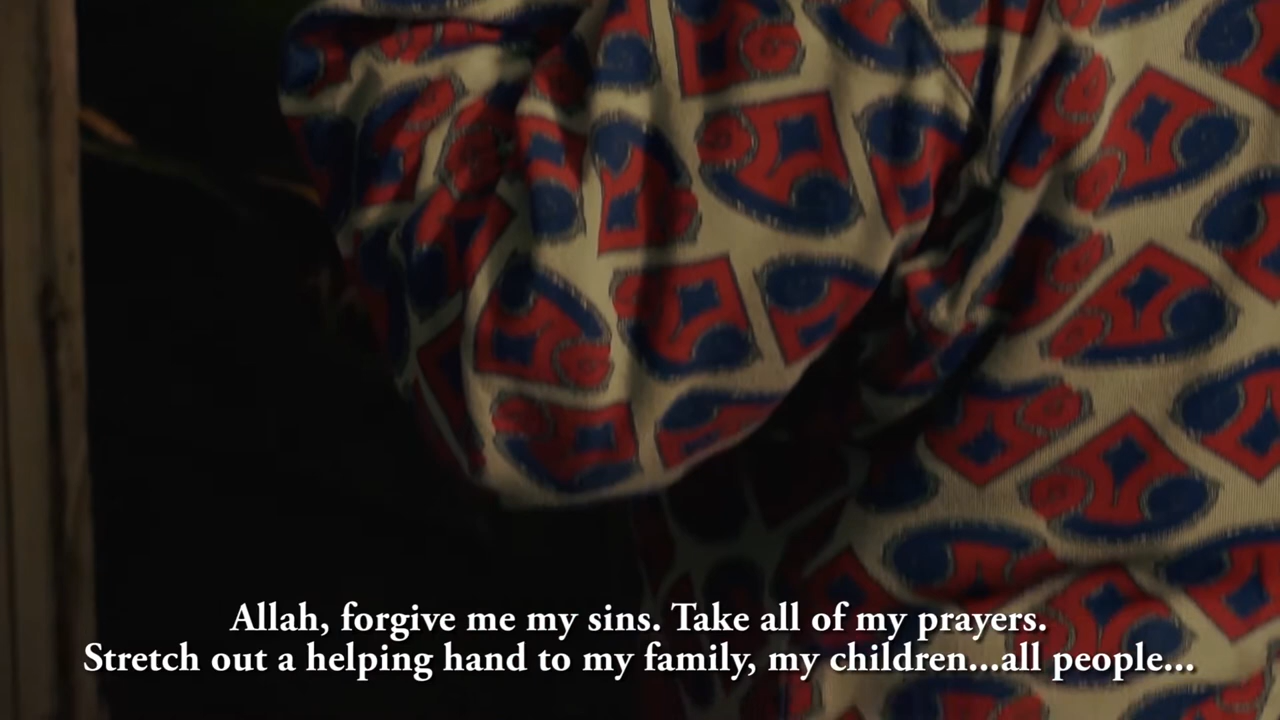 Allah, forgive me my sins. Take all of my prayers.
Stretch out a helping hand to my family, my children...all people...